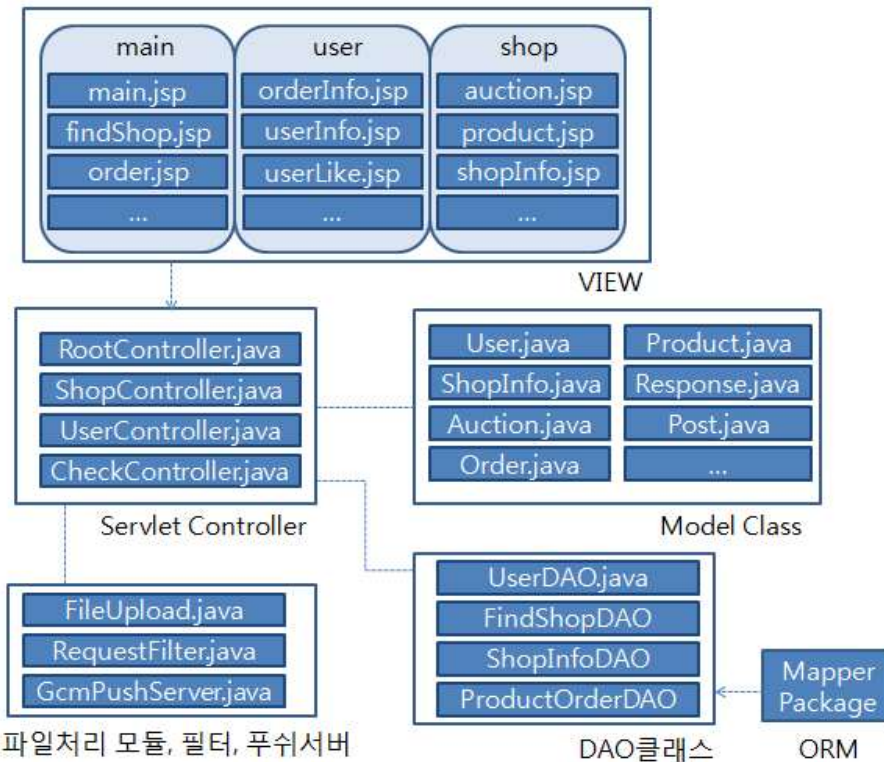 main
main.jsp
findShop.jsp
order.jsp
...
user
orderInfo.jsp
userInfo.jsp
userLike.jsp
...
shop
auction.jsp
product.jsp
shopInfo.jsp
...
VIEW
RootController.java
ShopController.java
UserController.java
CheckController.java
Servlet Controller
User.java
Product.java
ShopInfo.java
Response.java
Auction.java
Post.java
Order.java
...
Model Class
FileUpload.java
RequestFilter.java
GcmPushServer.java
파일처리 모듈, 필터, 푸쉬서버
UserDAO.java
FindShopDAO
ShopInfoDAO
ProductOrderDAO
DAO클래스
Mapper
Package
ORM